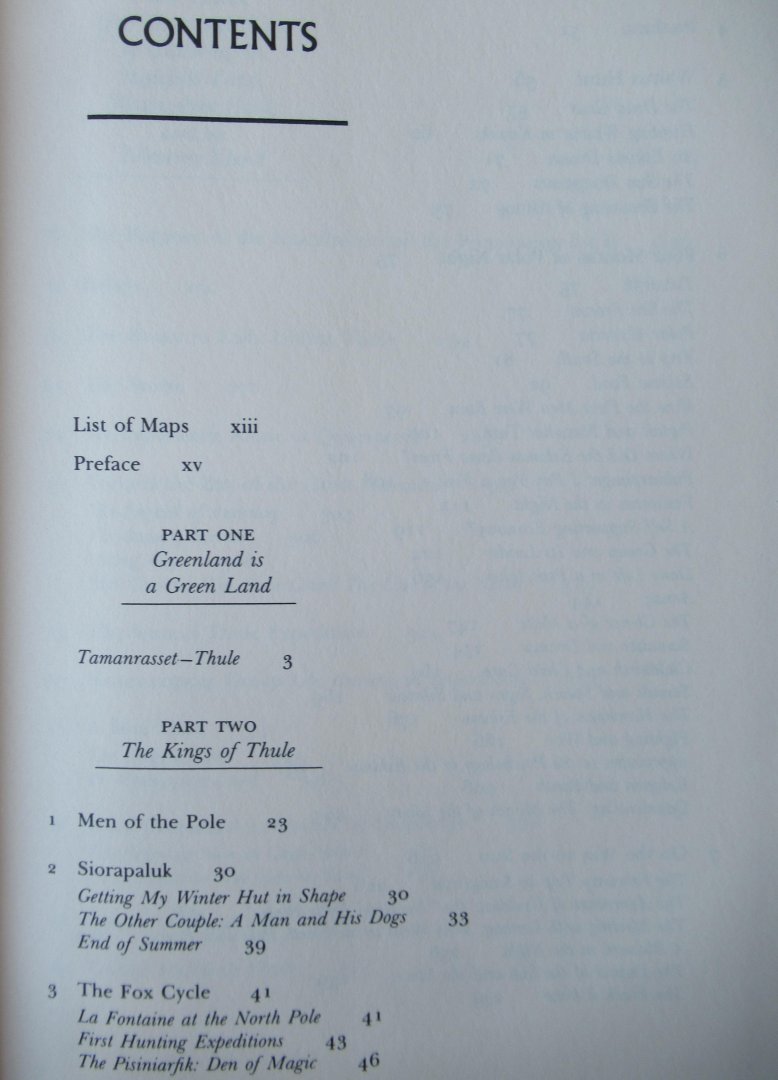 CONTENTS
List of Maps xiii
Preface xv
PART ONE
Greenland is
a Green Land
Tamanrasset–Thule 3
PART TWO
The Kings of Thule
1 Men of the Pole 23
2 Siorapaluk 30
Getting My Winter Hut in Shape 30
The Other Couple: A Man and His Dogs 33
End of Summer 39
3 The Fox Cycle 41
La Fontaine at the North Pole 41
First Hunting Expeditions 43
The Pisiniarfik: Den of Magic 46